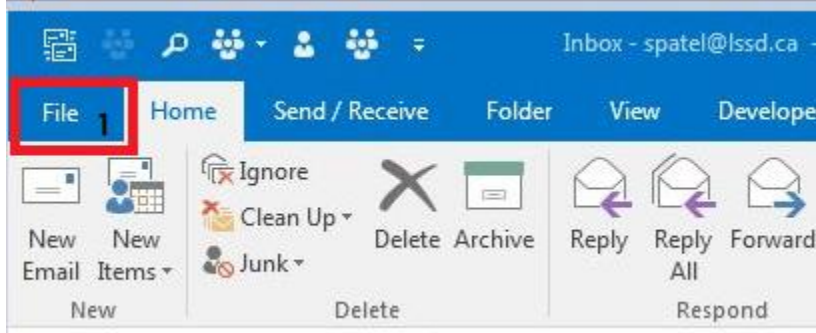 Inbox - spatel@lssd.ca -
File 1 Home Send / Receive Folder View Develope
Ignore
Clean Up
Junk
New Email
New Items
Delete
Archive
Reply
Reply All
Forward
New Delete Respond